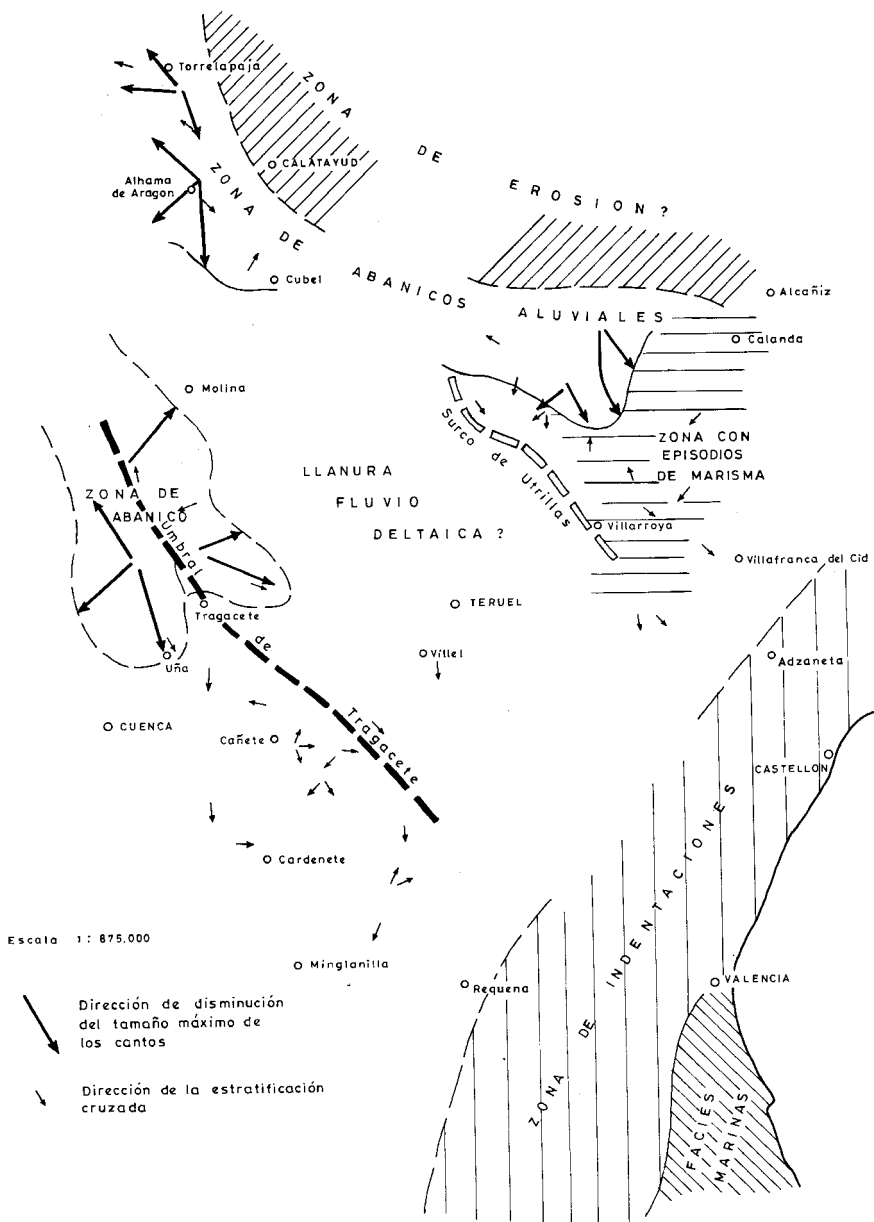 Torrelapaja
ZONA DE EROSION ?
CALATAYUD
Alhama
de Aragon
ZONA DE ABANICOS ALUVIALES
Cubel
Alcañiz
Calanda
Molina
ZONA CON
EPISODIOS
DE MARISMA
Surco de Utrillas
LLANURA
FLUVIO
DELTAICA ?
ZONA DE
ABANICO
Umbral de Tragacete
Villarroya
Villafranca del Cid
Tragacete
TERUEL
Uña
Villel
Adzaneta
CUENCA
Cañete
CASTELLON
Cardenete
ZONA DE INDENTACIONES
Escala 1: 875.000
Minglanilla
Requena
VALENCIA
Dirección de disminución
del tamaño máximo de
los cantos
Dirección de la estratificación
cruzada
FACIES
MARINAS